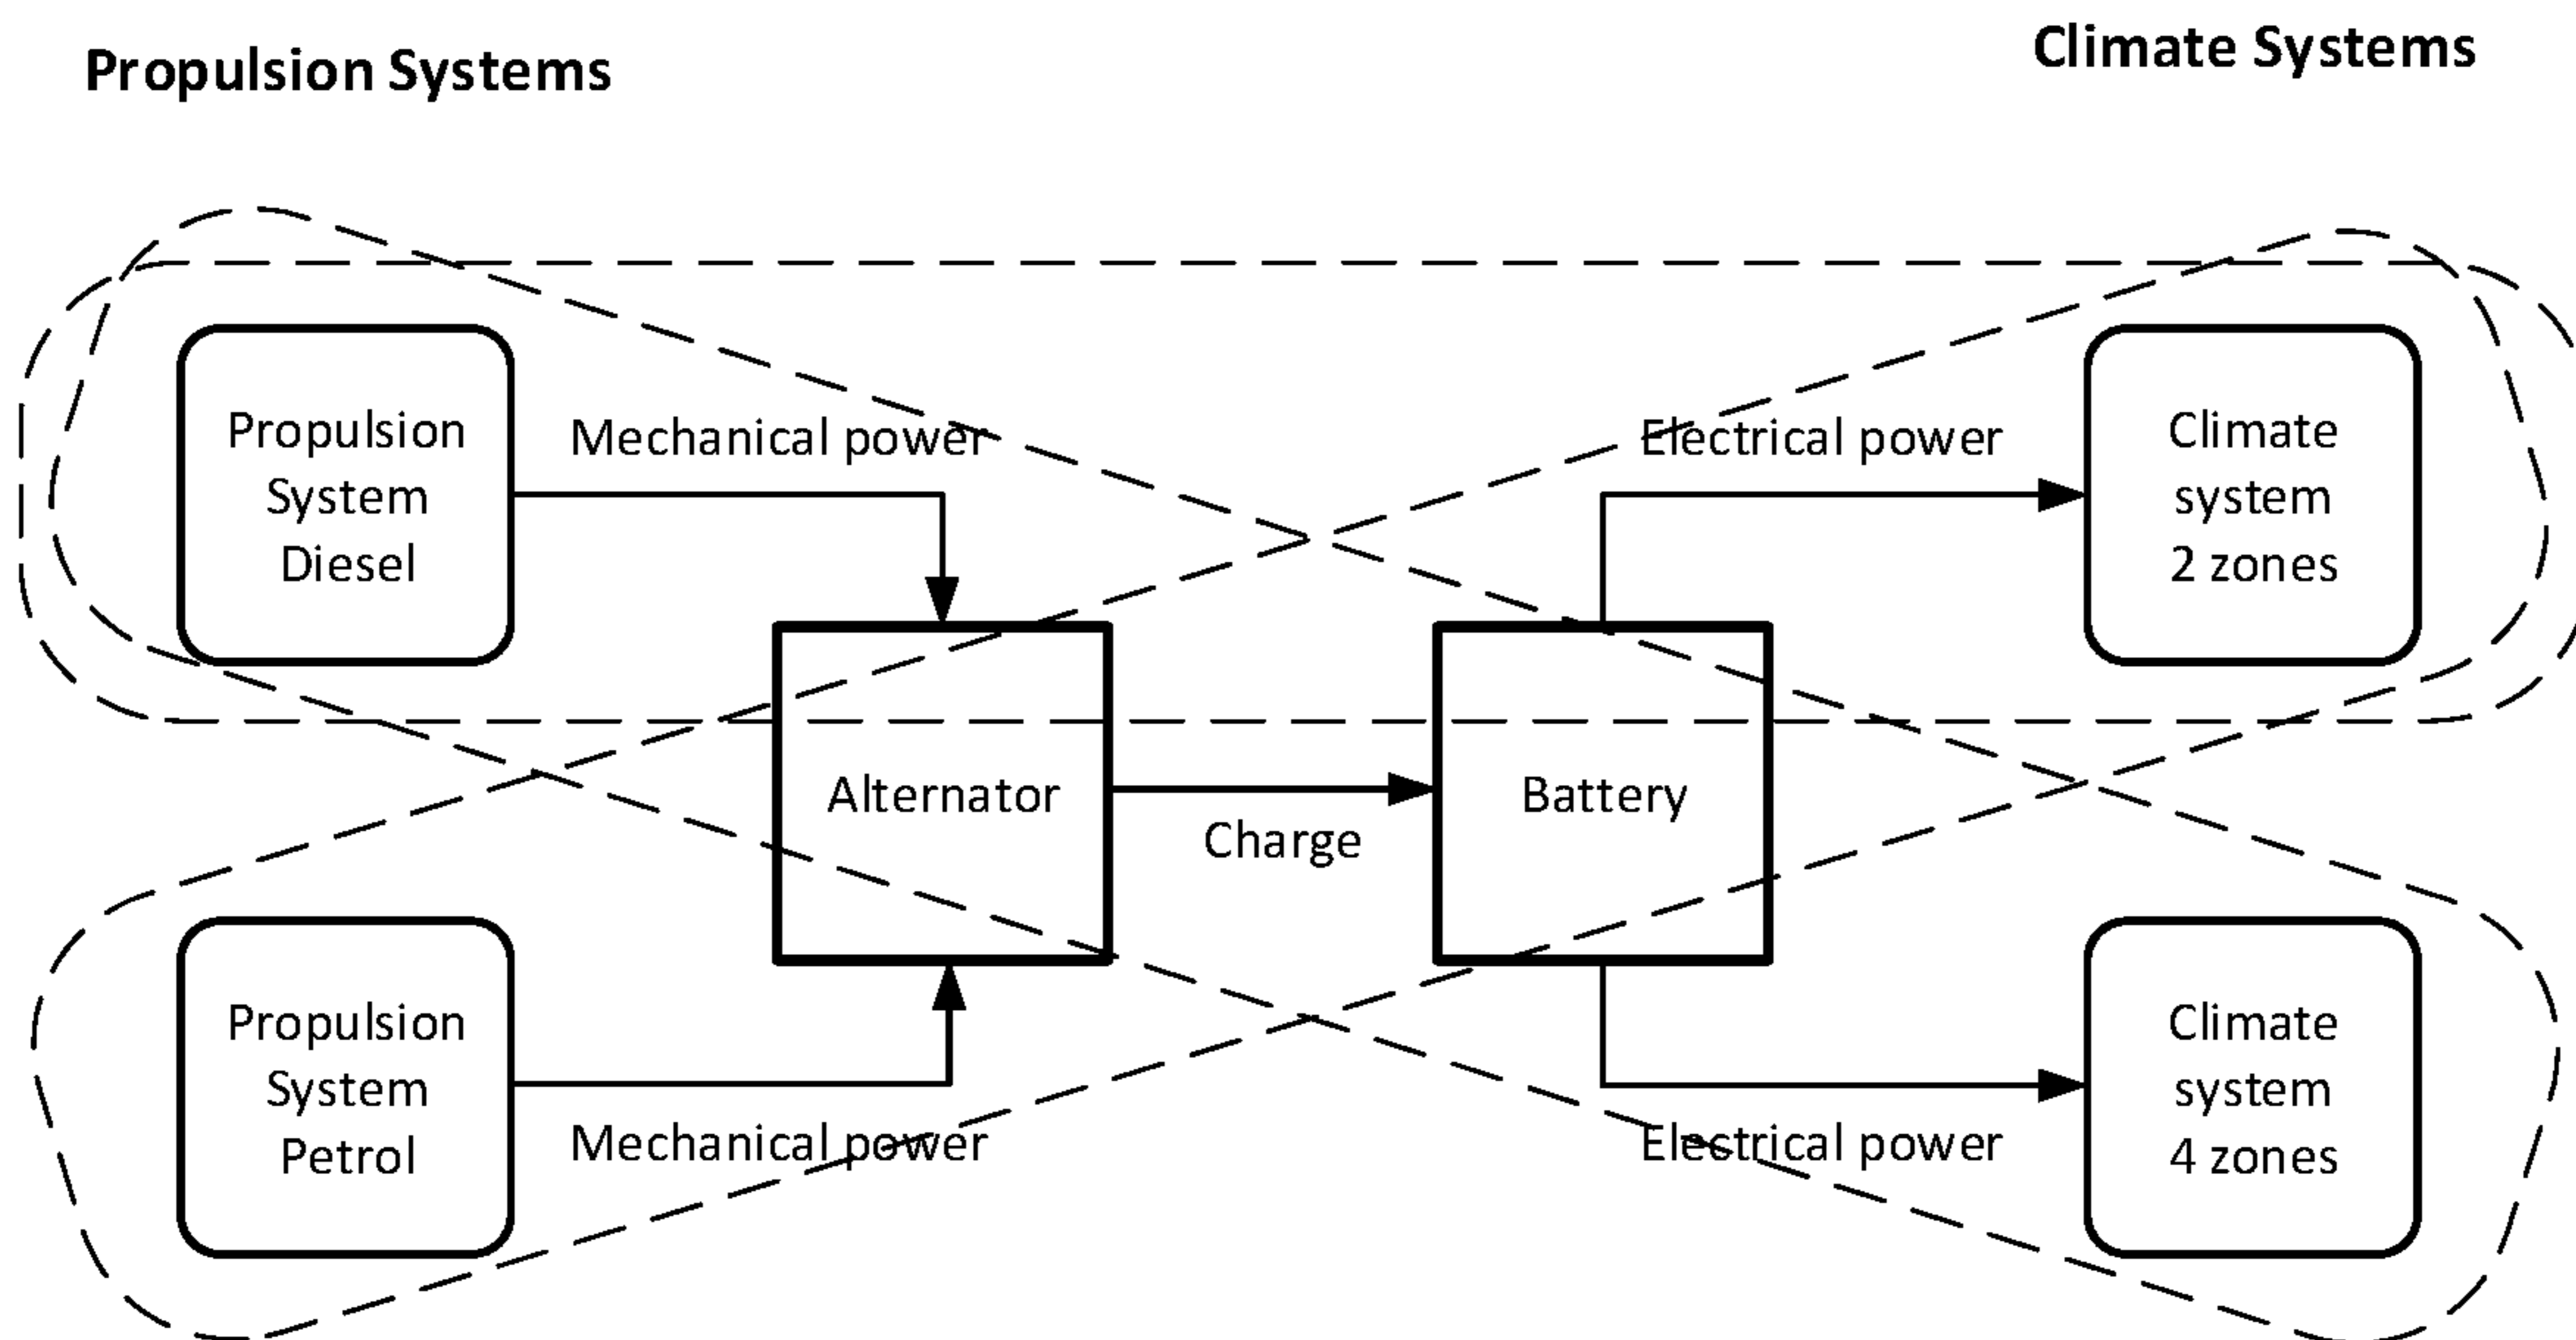 Propulsion Systems
Climate Systems
Propulsion
System
Diesel
Mechanical power
Electrical power
Climate
system
2 zones
Alternator
Charge
Battery
Propulsion
System
Petrol
Mechanical power
Electrical power
Climate
system
4 zones